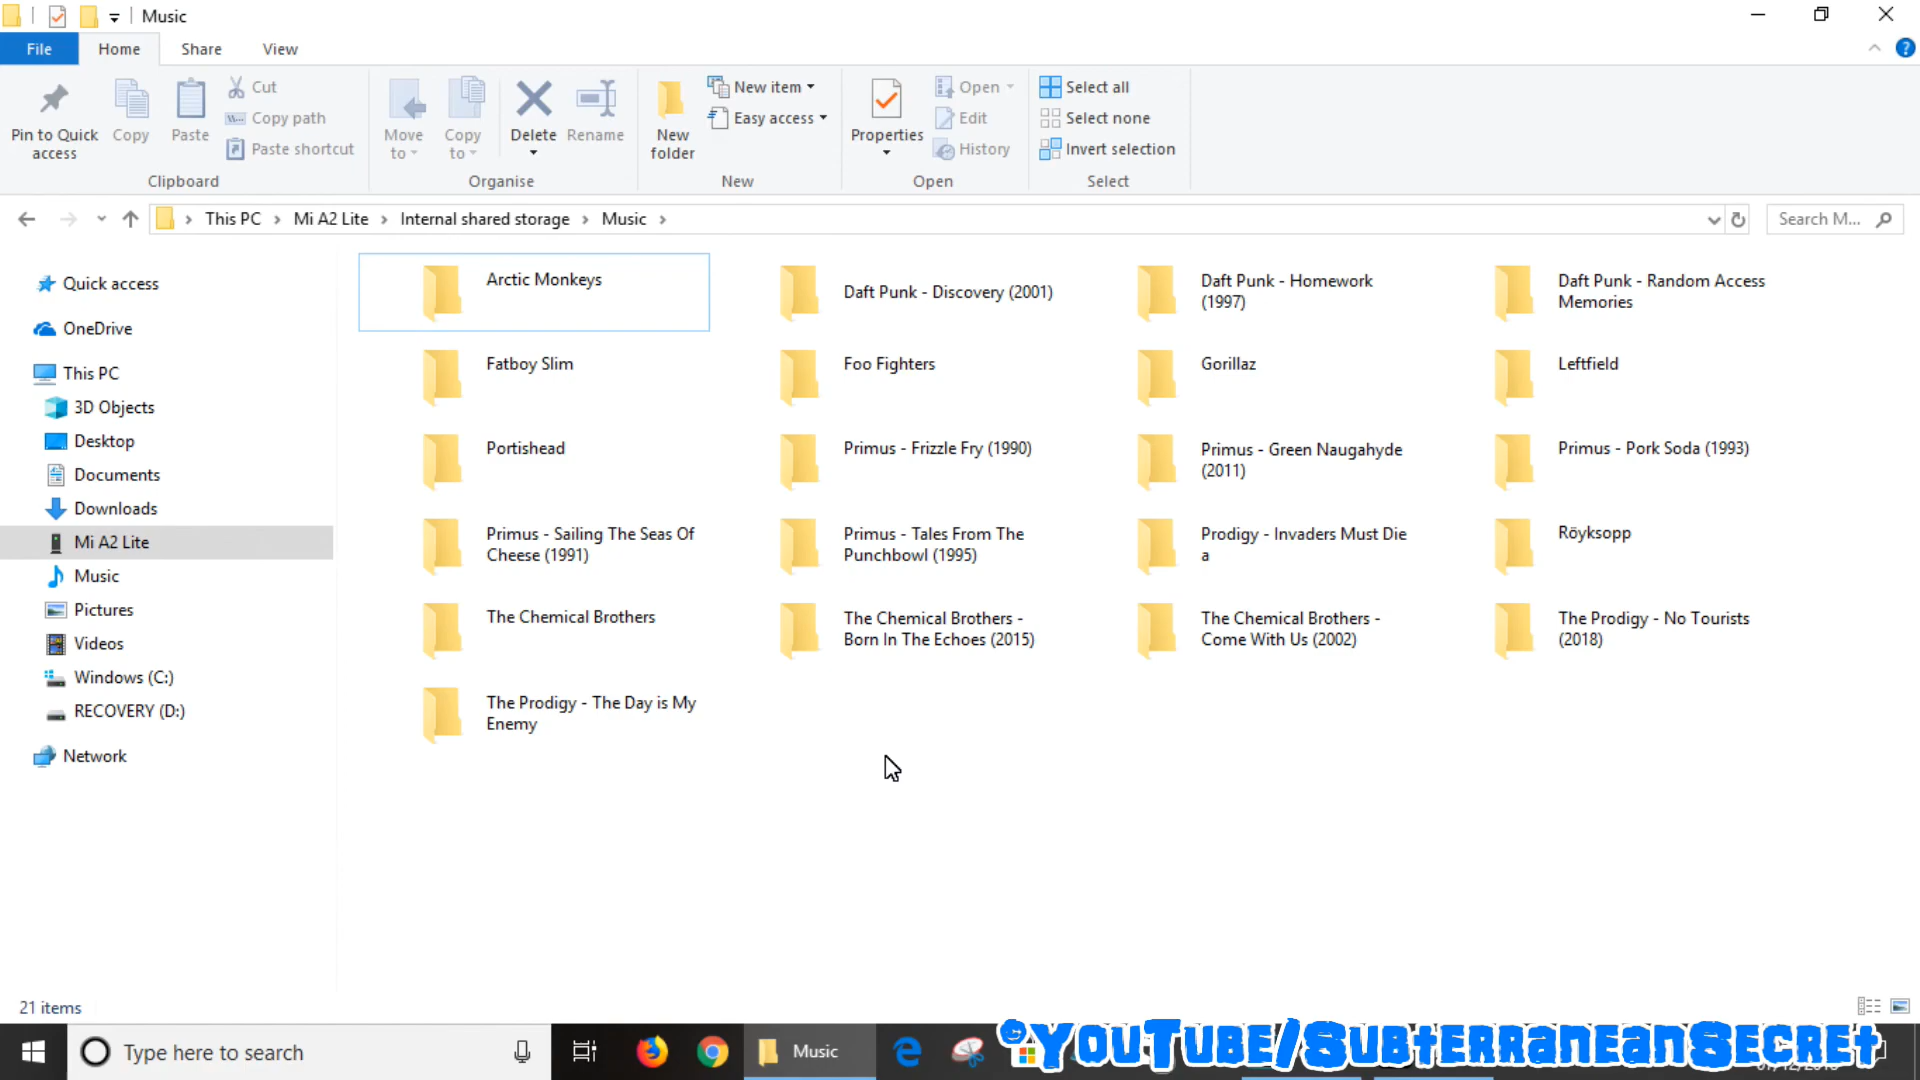 Music
File
Home
Share
View
Pin to Quick
access
Copy
Paste
Cut
Copy path
Paste shortcut
Clipboard
Move
to
Copy
to
Delete
Rename
Organise
New
folder
New item
Easy access
New
Properties
Open
Edit
History
Open
Select all
Select none
Invert selection
Select
This PC
Mi A2 Lite
Internal shared storage
Music
Search M...
Quick access
OneDrive
This PC
3D Objects
Desktop
Documents
Downloads
Mi A2 Lite
Music
Pictures
Videos
Windows (C:)
RECOVERY (D:)
Network
Arctic Monkeys
Daft Punk - Discovery (2001)
Daft Punk - Homework
(1997)
Daft Punk - Random Access
Memories
Fatboy Slim
Foo Fighters
Gorillaz
Leftfield
Portishead
Primus - Frizzle Fry (1990)
Primus - Green Naugahyde
(2011)
Primus - Pork Soda (1993)
Primus - Sailing The Seas Of
Cheese (1991)
Primus - Tales From The
Punchbowl (1995)
Prodigy - Invaders Must Die
a
Röyksopp
The Chemical Brothers
The Chemical Brothers -
Born In The Echoes (2015)
The Chemical Brothers -
Come With Us (2002)
The Prodigy - No Tourists
(2018)
The Prodigy - The Day is My
Enemy
21 items
Type here to search
Music
©YouTube/SubterraneanSecret